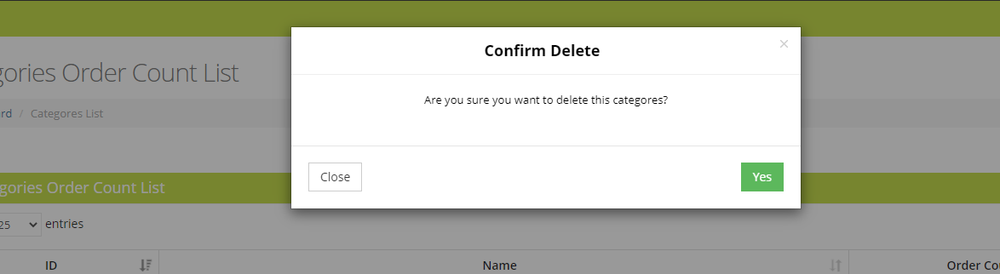 Confirm Delete
×
gories Order Count List
Are you sure you want to delete this categores?
rd / Categores List
Close
Yes
gories Order Count List
25 entries
ID Name Order Co